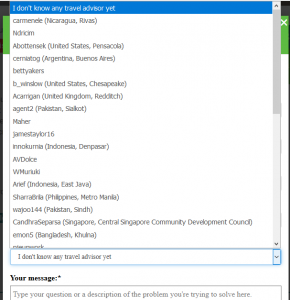 I don't know any travel advisor yet
carmenele (Nicaragua, Rivas)
Ndricim
Abottensek (United States, Pensacola)
cerniatog (Argentina, Buenos Aires)
bettyakers
b_winslow (United States, Chesapeake)
Acarrigan (United Kingdom, Redditch)
agent2 (Pakistan, Sialkot)
Maher
jamestaylor16
innokurnia (Indonesia, Denpasar)
AVDolce
WMuriuki
Arief (Indonesia, East Java)
SharraBrila (Philippines, Metro Manila)
wajoo144 (Pakistan, Sindh)
CandhraSeparsa (Singapore, Central Singapore Community Development Council)
emon5 (Bangladesh, Khulna)
I don't know any travel advisor yet
Your message:*
Type your question or a description of the problem you're trying to solve here.